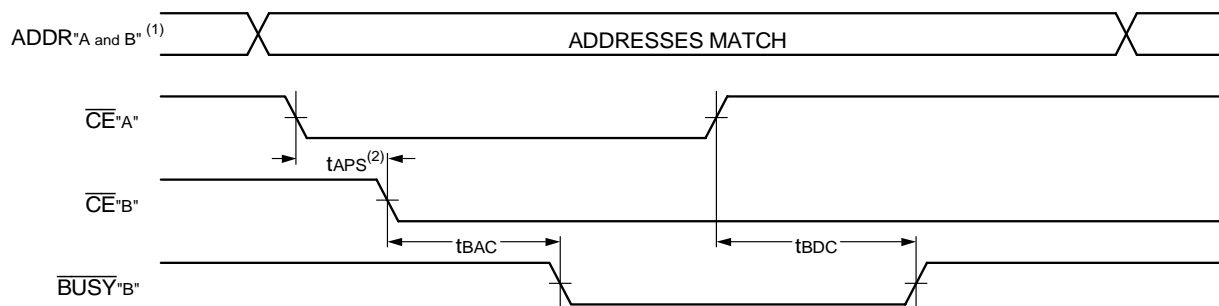 ADDR"A and B" (1)
ADDRESSES MATCH
CE"A"
tAPS(2)
CE"B"
tBAC
tBDC
BUSY"B"